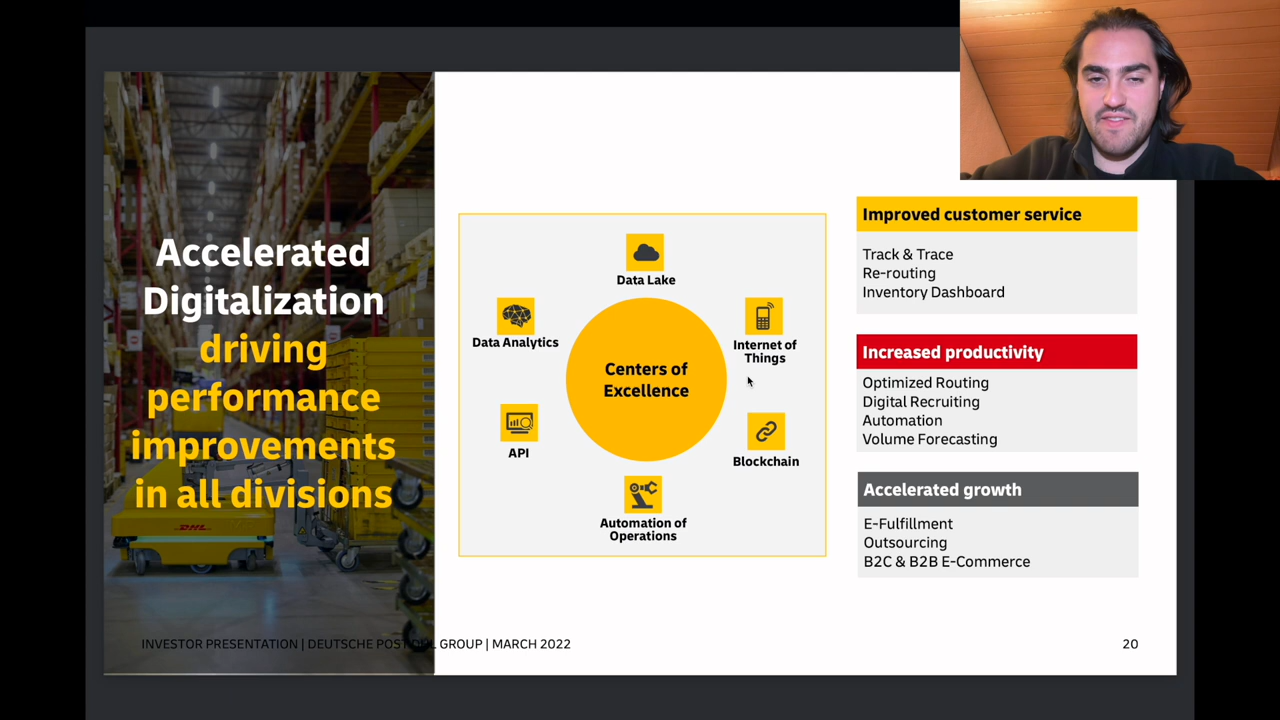 Accelerated
Digitalization
driving
performance
improvements
in all divisions
DHL
Data Lake
Data Analytics
Internet of
Things
Centers of
Excellence
API
Blockchain
Automation of
Operations
Improved customer service
Track & Trace
Re-routing
Inventory Dashboard
Increased productivity
Optimized Routing
Digital Recruiting
Automation
Volume Forecasting
Accelerated growth
E-Fulfillment
Outsourcing
B2C & B2B E-Commerce
INVESTOR PRESENTATION | DEUTSCHE POST DHL GROUP | MARCH 2022
20